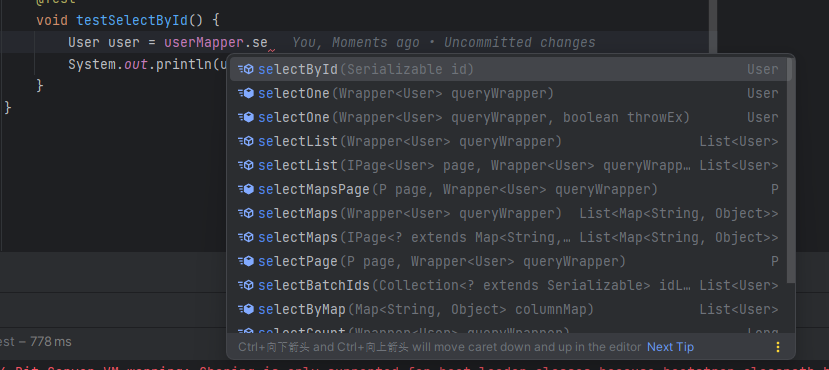 @Test
void testSelectById() {
User user = userMapper.se You, Moments ago • Uncommitted changes
System.out.println(u
}
}
selectById(Serializable id) User
selectOne(Wrapper<User> queryWrapper) User
selectOne(Wrapper<User> queryWrapper, boolean throwEx) User
selectList(Wrapper<User> queryWrapper) List<User>
selectList(IPage<User> page, Wrapper<User> queryWrapp… List<User>
selectMapsPage(P page, Wrapper<User> queryWrapper) P
selectMaps(Wrapper<User> queryWrapper) List<Map<String, Object>>
selectMaps(IPage<? extends Map<String,… List<Map<String, Object>>
selectPage(P page, Wrapper<User> queryWrapper) P
selectBatchIds(Collection<? extends Serializable> idL… List<User>
selectByMap(Map<String, Object> columnMap) List<User>
selectCount(Wrapper<User> queryWrapper) Long
Ctrl+向下箭头 and Ctrl+向上箭头 will move caret down and up in the editor Next Tip
est – 778 ms